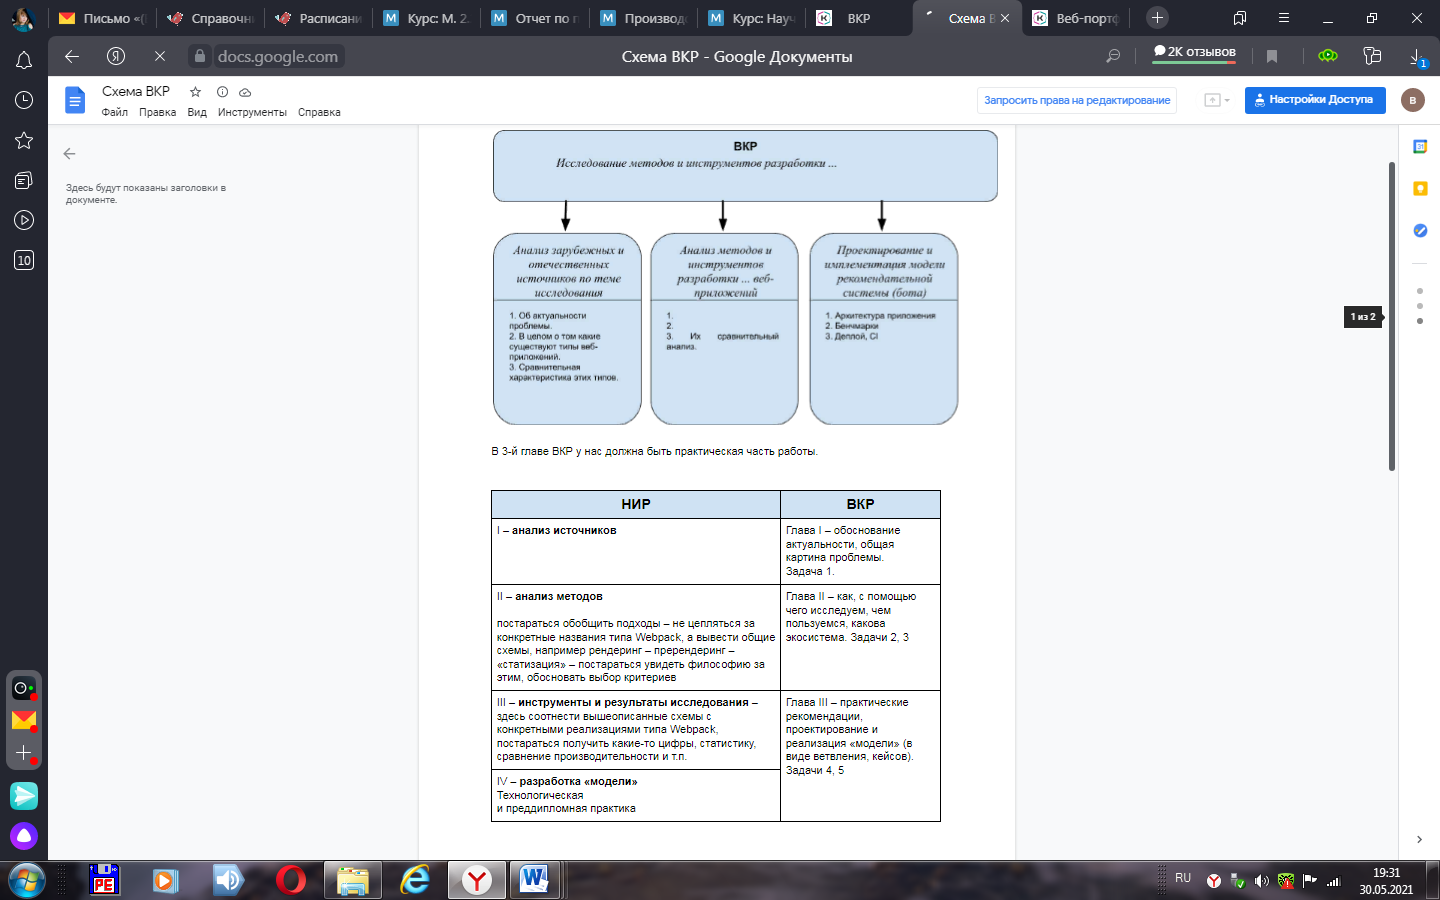 Письмо «(
Справочни
Расписани
Курс: М. 2.
Отчет по п
Производс
Курс: Науч
ВКР
Схема В
Веб-портф
docs.google.com
Схема ВКР - Google Документы
2К отзывов
1
Схема ВКР
Файл Правка Вид Инструменты Справка
Запросить права на редактирование
Настройки Доступа
В
Здесь будут показаны заголовки в
документе.
10
31
1 из 2
ВКР
Исследование методов и инструментов разработки ...
Анализ зарубежных и
отечественных
источников по теме
исследования
1. Об актуальности
проблемы.
2. В целом о том какие
существуют типы веб-
приложений.
3. Сравнительная
характеристика этих типов.
Анализ методов и
инструментов
разработки ... веб-
приложений
1.
2.
3. Их сравнительный
анализ.
Проектирование и
имплементация модели
рекомендательной
системы (бота)
1. Архитектура приложения
2. Бенчмарки
3. Деплой, CI
В 3-й главе ВКР у нас должна быть практическая часть работы.
НИР
ВКР
I – анализ источников
Глава I – обоснование
актуальности, общая
картина проблемы.
Задача 1.
II – анализ методов
постараться обобщить подходы – не цепляться за
конкретные названия типа Webpack, а вывести общие
схемы, например рендеринг – пререндеринг –
«статизация» – постараться увидеть философию за
этим, обосновать выбор критериев
Глава II – как, с помощью
чего исследуем, чем
пользуемся, какова
экосистема. Задачи 2, 3
III – инструменты и результаты исследования –
здесь соотнести вышеописанные схемы с
конкретными реализациями типа Webpack,
постараться получить какие-то цифры, статистику,
сравнение производительности и т.п.
Глава III – практические
рекомендации,
проектирование и
реализация «модели» (в
виде ветвления, кейсов).
Задачи 4, 5
IV – разработка «модели»
Технологическая
и преддипломная практика
PE
RU
19:31
30.05.2021